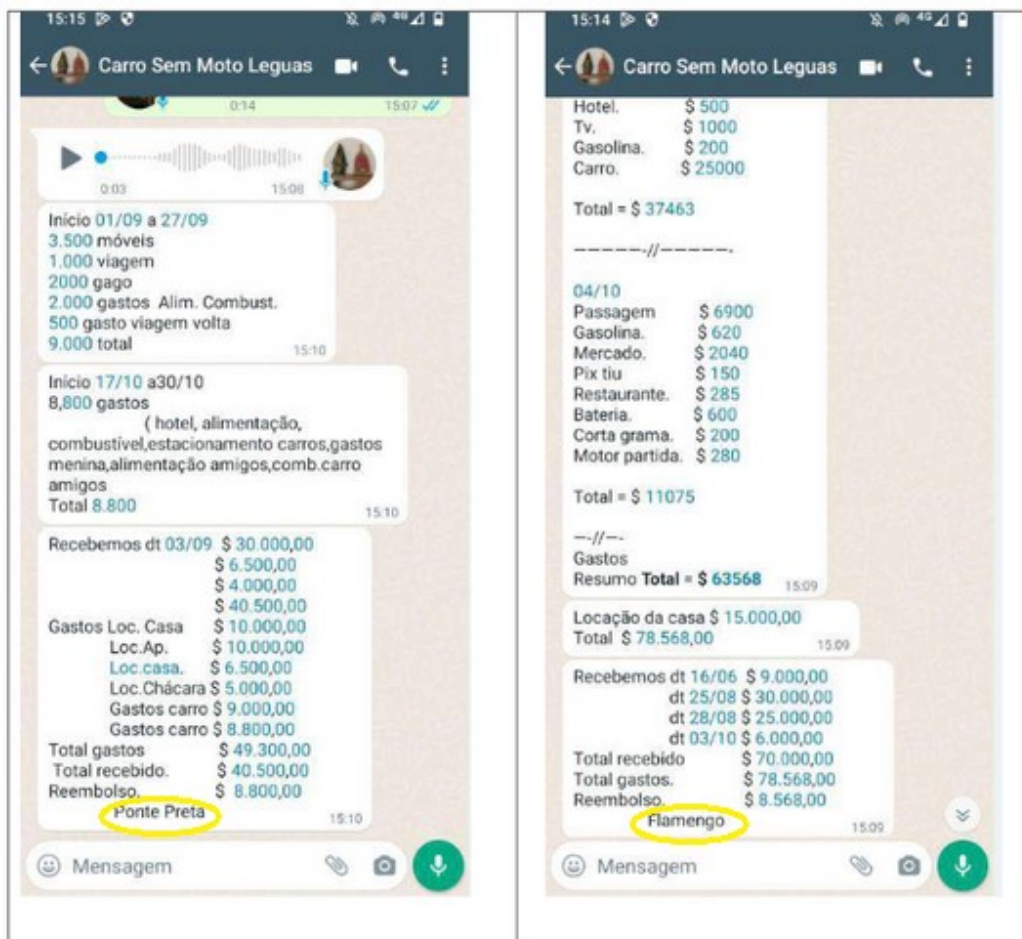 15:15
Carro Sem Moto Leguas
0:14 15:07
0:03 15:08
Início 01/09 a 27/09
3.500 móveis
1.000 viagem
2000 gago
2.000 gastos Alim. Combust.
500 gasto viagem volta
9.000 total
15:10
Inicio 17/10 a30/10
8,800 gastos
( hotel, alimentação,
combustível,estacionamento carros,gastos
menina,alimentação amigos,comb.carro
amigos
Total 8.800
15:10
Recebemos dt 03/09 $ 30.000,00
$ 6.500,00
$ 4.000,00
$ 40.500,00
Gastos Loc. Casa $ 10.000,00
Loc.Ap. $ 10.000,00
Loc.casa. $ 6.500,00
Loc.Chácara $ 5.000,00
Gastos carro $ 9.000,00
Gastos carro $ 8.800,00
Total gastos $ 49.300,00
Total recebido. $ 40.500,00
Reembolso. $ 8.800,00
Ponte Preta
15:10
Mensagem
15:14
4G
Carro Sem Moto Leguas
Hotel. $ 500
Tv. $ 1000
Gasolina. $ 200
Carro. $ 25000
Total = $ 37463
—————-//—————-
04/10
Passagem $ 6900
Gasolina. $ 620
Mercado. $ 2040
Pix tiu $ 150
Restaurante. $ 285
Bateria. $ 600
Corta grama. $ 200
Motor partida. $ 280
Total = $ 11075
—-//—-
Gastos
Resumo Total = $ 63568
15:09
Locação da casa $ 15.000,00
Total $ 78.568,00
15:09
Recebemos dt 16/06 $ 9.000,00
dt 25/08 $ 30.000,00
dt 28/08 $ 25.000,00
dt 03/10 $ 6.000,00
Total recebido $ 70.000,00
Total gastos. $ 78.568,00
Reembolso. $ 8.568,00
Flamengo
15:09
Mensagem